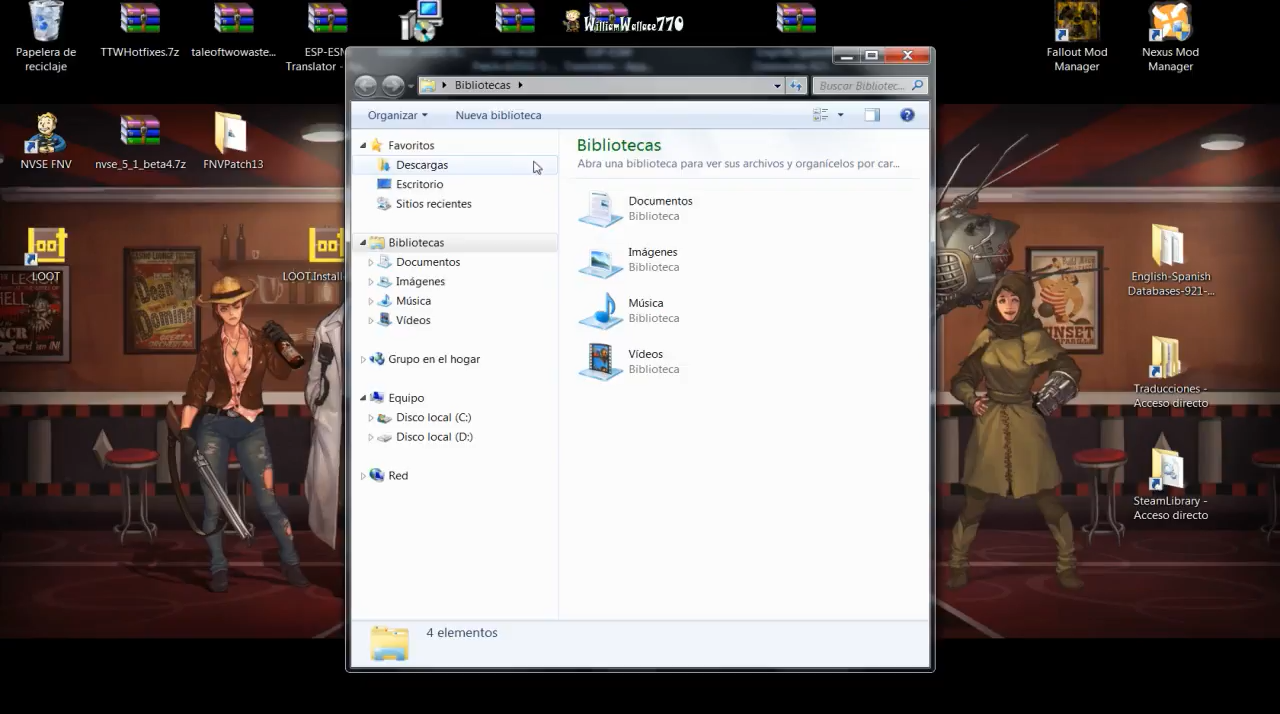 Papelera de
reciclaje
TTWHotfixes.7z
taleoftwowaste...
ESP-ESM
Translator -
WilliamWallace770
Fallout Mod
Manager
Nexus Mod
Manager
NVSE FNV
nvse_5_1_beta4.7z
FNVPatch13
LOOT
LOOT.Installe
English-Spanish
Databases-921-...
Traducciones -
Acceso directo
SteamLibrary -
Acceso directo
Bibliotecas
Buscar Bibliotec...
Organizar
Nueva biblioteca
Favoritos
Descargas
Escritorio
Sitios recientes
Bibliotecas
Documentos
Imágenes
Música
Vídeos
Grupo en el hogar
Equipo
Disco local (C:)
Disco local (D:)
Red
Bibliotecas
Abra una biblioteca para ver sus archivos y organícelos por car...
Documentos
Biblioteca
Imágenes
Biblioteca
Música
Biblioteca
Vídeos
Biblioteca
4 elementos